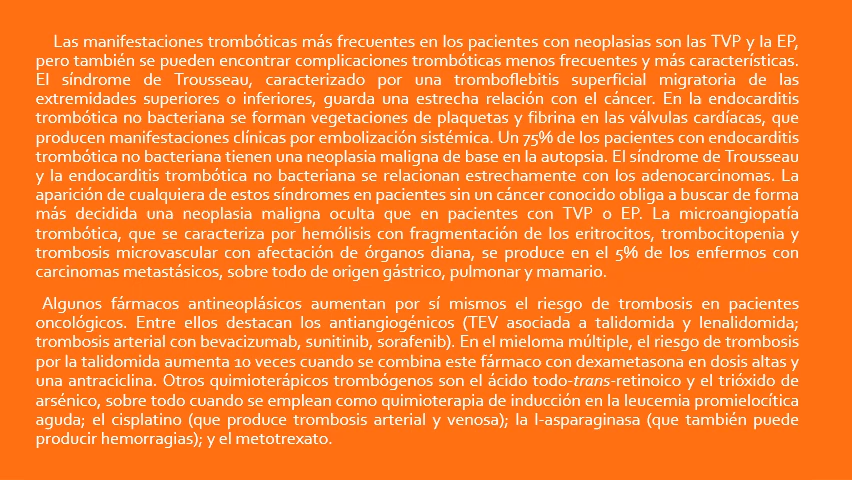 Las manifestaciones trombóticas más frecuentes en los pacientes con neoplasias son las TVP y la EP,
pero también se pueden encontrar complicaciones trombóticas menos frecuentes y más características.
El síndrome de Trousseau, caracterizado por una tromboflebitis superficial migratoria de las
extremidades superiores o inferiores, guarda una estrecha relación con el cáncer. En la endocarditis
trombótica no bacteriana se forman vegetaciones de plaquetas y fibrina en las válvulas cardíacas, que
producen manifestaciones clínicas por embolización sistémica. Un 75% de los pacientes con endocarditis
trombótica no bacteriana tienen una neoplasia maligna de base en la autopsia. El síndrome de Trousseau
y la endocarditis trombótica no bacteriana se relacionan estrechamente con los adenocarcinomas. La
aparición de cualquiera de estos síndromes en pacientes sin un cáncer conocido obliga a buscar de forma
más decidida una neoplasia maligna oculta que en pacientes con TVP o EP. La microangiopatía
trombótica, que se caracteriza por hemólisis con fragmentación de los eritrocitos, trombocitopenia y
trombosis microvascular con afectación de órganos diana, se produce en el 5% de los enfermos con
carcinomas metastásicos, sobre todo de origen gástrico, pulmonar y mamario.
Algunos fármacos antineoplásicos aumentan por sí mismos el riesgo de trombosis en pacientes
oncológicos. Entre ellos destacan los antiangiogénicos (TEV asociada a talidomida y lenalidomida;
trombosis arterial con bevacizumab, sunitinib, sorafenib). En el mieloma múltiple, el riesgo de trombosis
por la talidomida aumenta 10 veces cuando se combina este fármaco con dexametasona en dosis altas y
una antraciclina. Otros quimioterápicos trombógenos son el ácido todo-trans-retinoico y el trióxido de
arsénico, sobre todo cuando se emplean como quimioterapia de inducción en la leucemia promielocítica
aguda; el cisplatino (que produce trombosis arterial y venosa); la l-asparaginasa (que también puede
producir hemorragias); y el metotrexato.